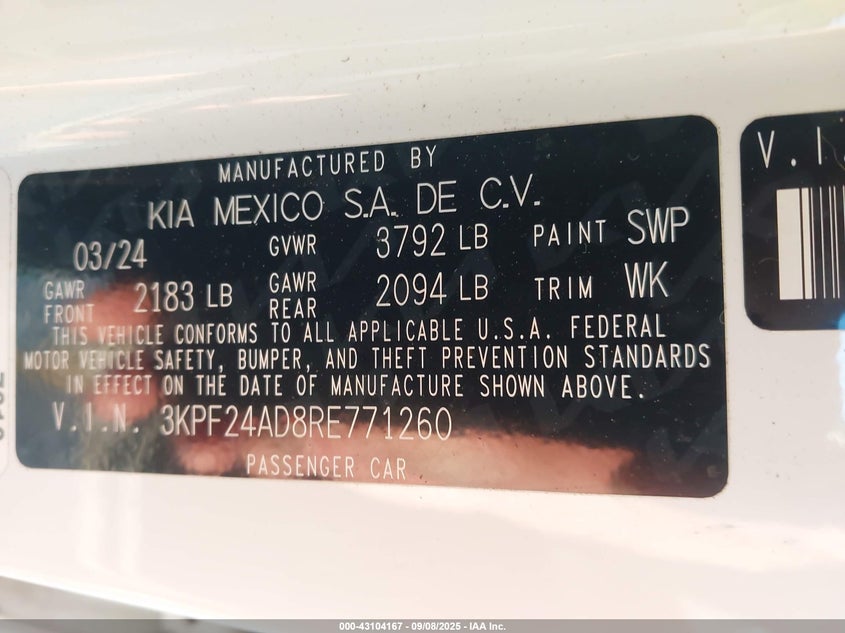 MANUFACTURED BY
KIA MEXICO S.A. DE C.V.
03/24 GVWR 3792 LB PAINT SWP
GAWR FRONT 2183 LB GAWR REAR 2094 LB TRIM WK
THIS VEHICLE CONFORMS TO ALL APPLICABLE U.S.A. FEDERAL
MOTOR VEHICLE SAFETY, BUMPER, AND THEFT PREVENTION STANDARDS
IN EFFECT ON THE DATE OF MANUFACTURE SHOWN ABOVE.
V.I.N. 3KPF24AD8RE771260
PASSENGER CAR
V.I.
000-43104167 - 09/08/2025 - IAA Inc.